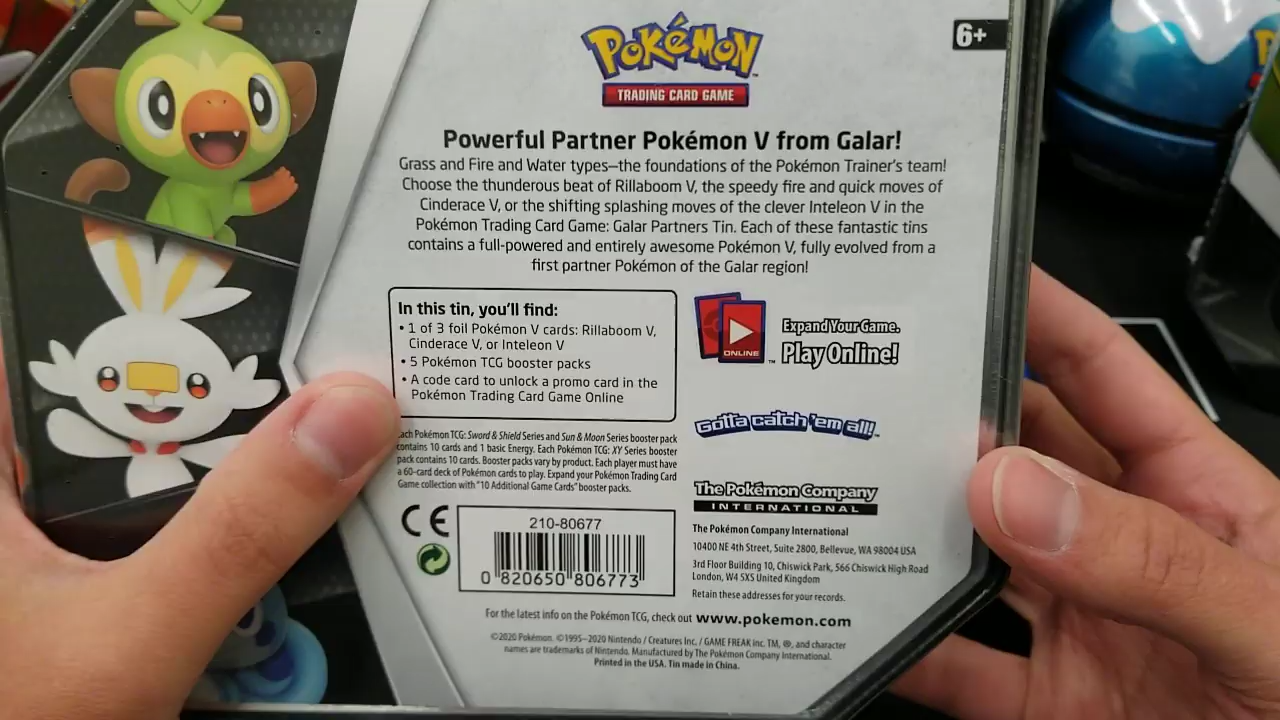 POKéMON
TRADING CARD GAME
6+
Powerful Partner Pokémon V from Galar!
Grass and Fire and Water types—the foundations of the Pokémon Trainer's team!
Choose the thunderous beat of Rillaboom V, the speedy fire and quick moves of
Cinderace V, or the shifting splashing moves of the clever Inteleon V in the
Pokémon Trading Card Game: Galar Partners Tin. Each of these fantastic tins
contains a full-powered and entirely awesome Pokémon V, fully evolved from a
first partner Pokémon of the Galar region!
In this tin, you'll find:
• 1 of 3 foil Pokémon V cards: Rillaboom V,
Cinderace V, or Inteleon V
• 5 Pokémon TCG booster packs
• A code card to unlock a promo card in the
Pokémon Trading Card Game Online
ONLINE
Expand Your Game.
Play Online!
Gotta catch 'em all!
Each Pokémon TCG: Sword & Shield Series and Sun & Moon Series booster pack
contains 10 cards and 1 basic Energy. Each Pokémon TCG: XY Series booster
pack contains 10 cards. Booster packs vary by product. Each player must have
a 60-card deck of Pokémon cards to play. Expand your Pokémon Trading Card
Game collection with "10 Additional Game Cards" booster packs.
CE
210-80677
0 820650 806773
The Pokémon Company
INTERNATIONAL
The Pokémon Company International
10400 NE 4th Street, Suite 2800, Bellevue, WA 98004 USA
3rd Floor Building 10, Chiswick Park, 566 Chiswick High Road
London, W4 5XS United Kingdom
Retain these addresses for your records.
For the latest info on the Pokémon TCG, check out www.pokemon.com
©2020 Pokémon. ©1995–2020 Nintendo / Creatures Inc. / GAME FREAK inc. TM, ®, and character
names are trademarks of Nintendo. Manufactured by The Pokémon Company International.
Printed in the USA. Tin made in China.